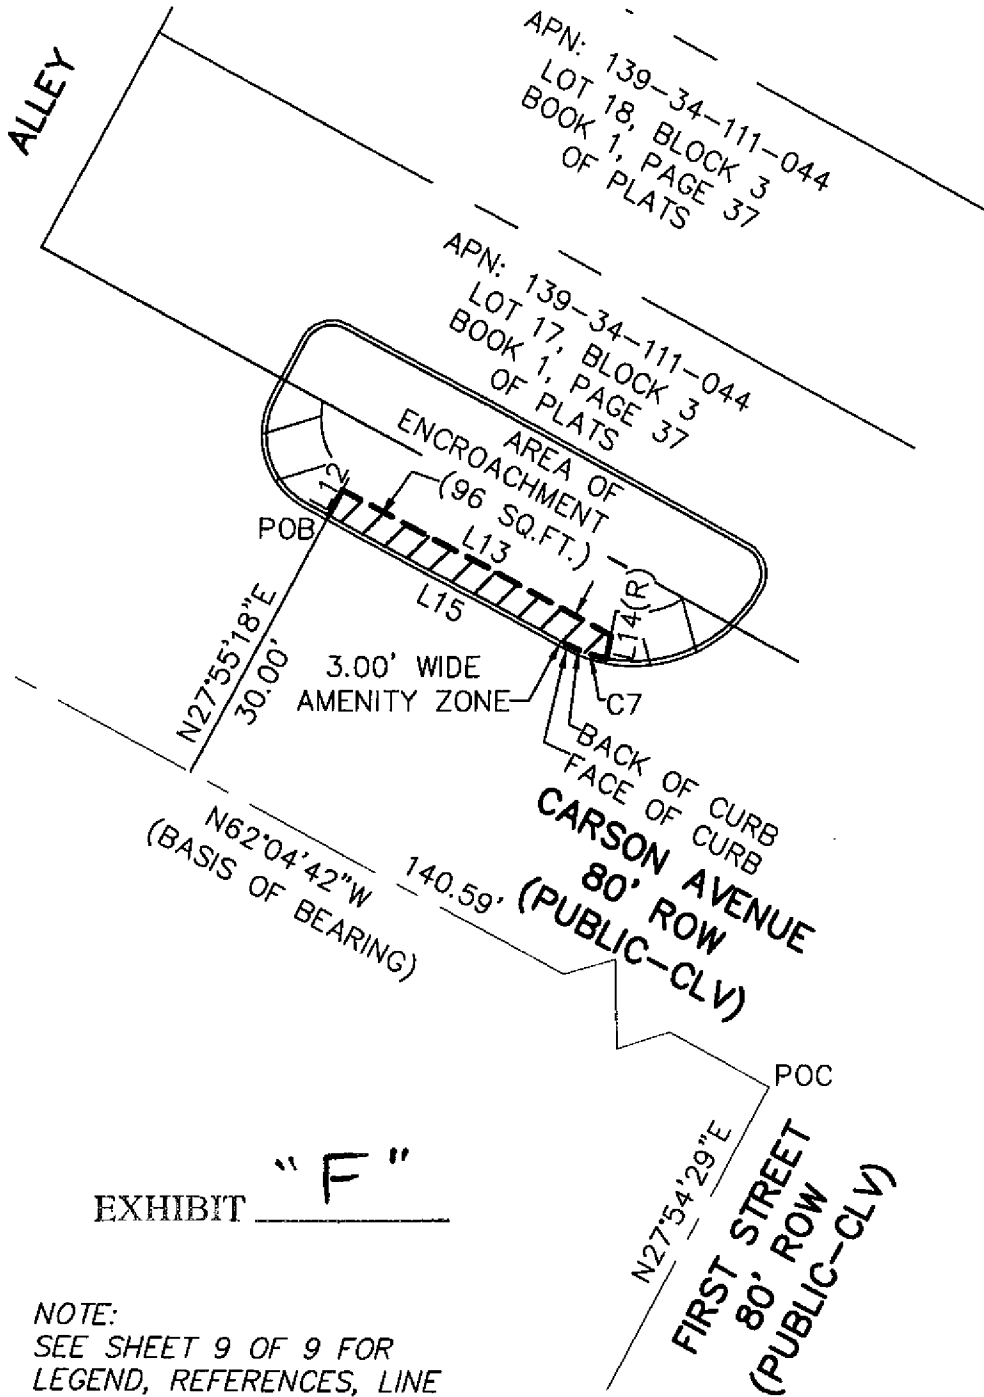 ALLEY
APN: 139-34-111-044
LOT 18, BLOCK 3
BOOK 1, PAGE 37
OF PLATS
APN: 139-34-111-044
LOT 17, BLOCK 3
BOOK 1, PAGE 37
OF PLATS
AREA OF
ENCROACHMENT
(96 SQ.FT.)
L12
POB
L13
L15
L14(R)
N27°55'18"E
30.00'
3.00' WIDE
AMENITY ZONE
C7
BACK OF CURB
FACE OF CURB
CARSON AVENUE
80' ROW
(PUBLIC-CLV)
N62°04'42"W
(BASIS OF BEARING)
140.59'
POC
N27°54'29"E
FIRST STREET
80' ROW
(PUBLIC-CLV)
EXHIBIT "F"
NOTE:
SEE SHEET 9 OF 9 FOR
LEGEND, REFERENCES, LINE